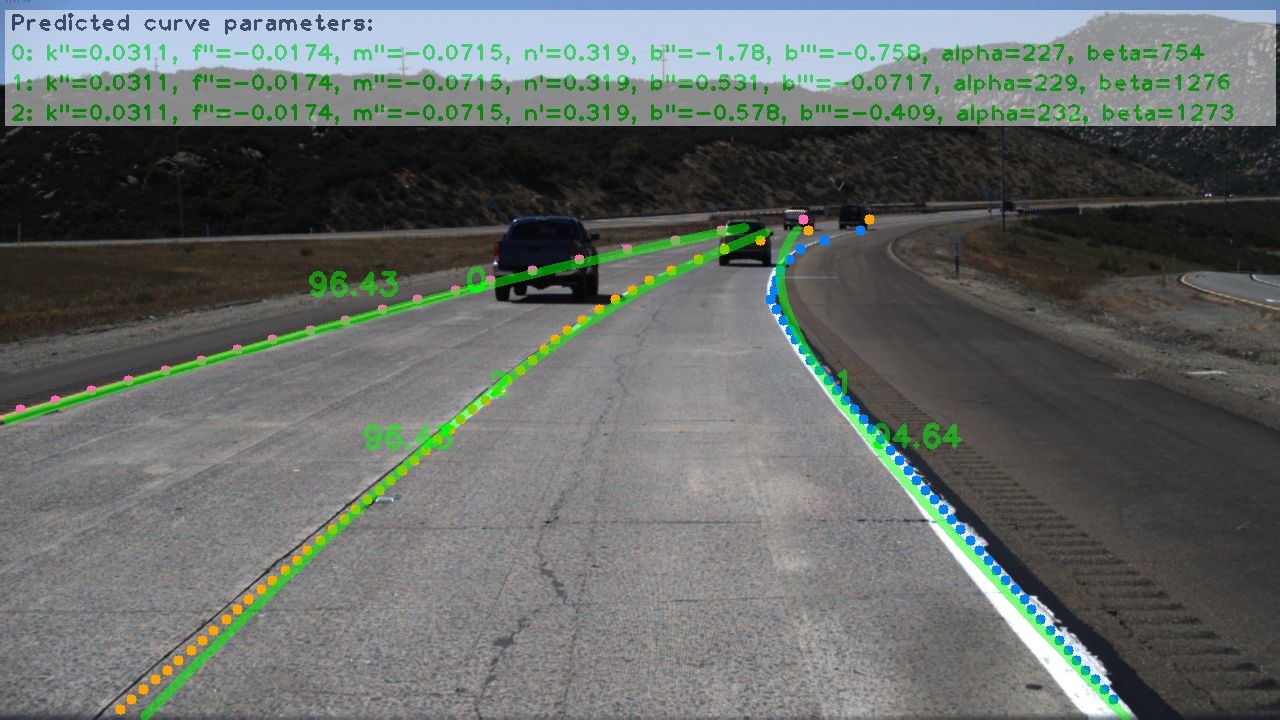 Predicted curve parameters:
0: k''=0.0311, f''=-0.0174, m''=-0.0715, n'=0.319, b''=-1.78, b'''=-0.758, alpha=227, beta=754
1: k''=0.0311, f''=-0.0174, m''=-0.0715, n'=0.319, b''=0.531, b'''=-0.0717, alpha=229, beta=1276
2: k''=0.0311, f''=-0.0174, m''=-0.0715, n'=0.319, b''=-0.578, b'''=-0.409, alpha=232, beta=1273
96.43 0
2 1
94.64